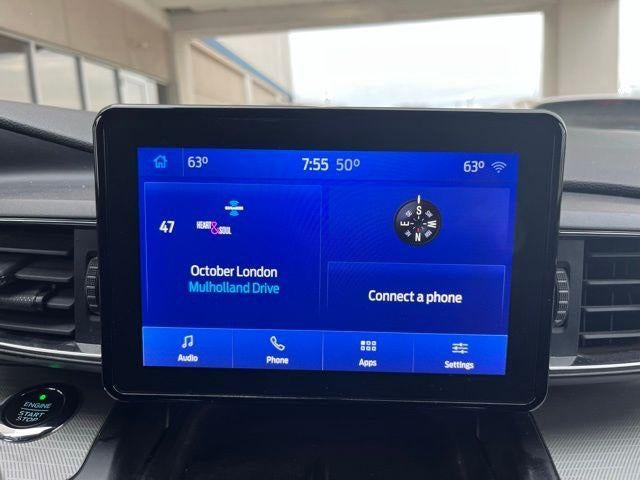 63°
7:55 50°
63°
47
HEART&SOUL
October London
Mulholland Drive
S
E W
N
Connect a phone
Audio
Phone
Apps
Settings
ENGINE
START
STOP